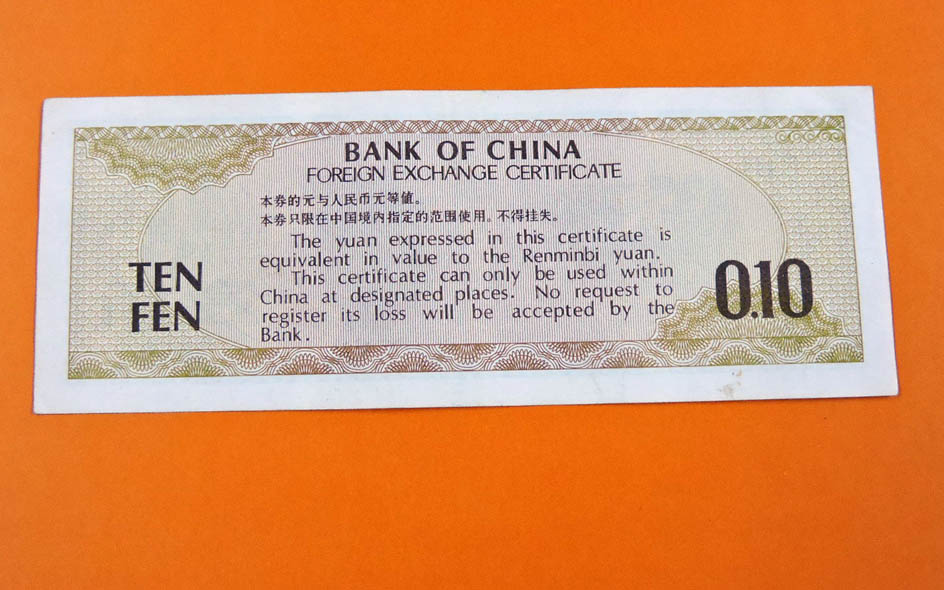 BANK OF CHINA
FOREIGN EXCHANGE CERTIFICATE
本券的元与人民币元等值。
本券只限在中国境内指定的范围使用。不得挂失。
The yuan expressed in this certificate is
equivalent in value to the Renminbi yuan.
This certificate can only be used within
China at designated places. No request to
register its loss will be accepted by the
Bank.
TEN
FEN
0.10